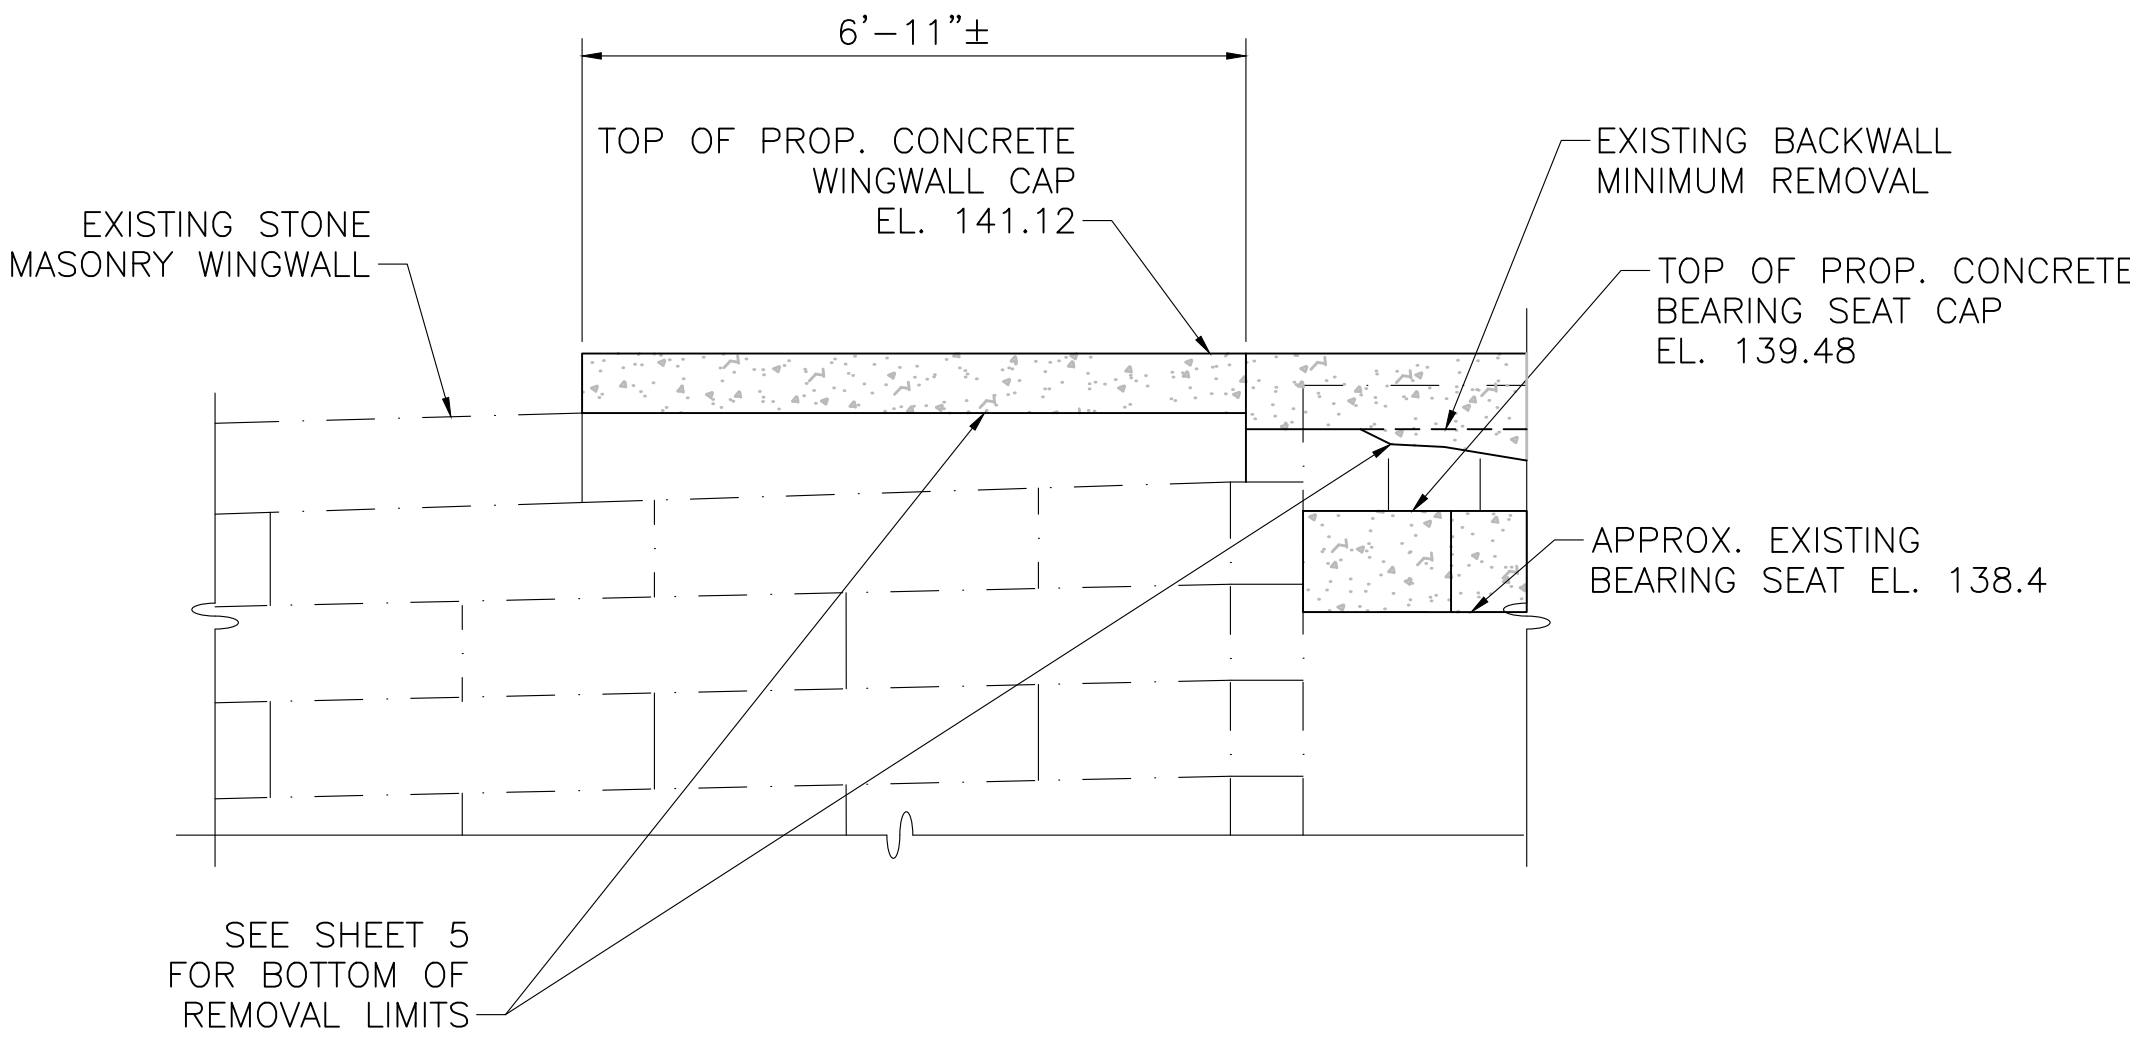 6'-11"±
TOP OF PROP. CONCRETE
WINGWALL CAP
EL. 141.12
EXISTING BACKWALL
MINIMUM REMOVAL
EXISTING STONE
MASONRY WINGWALL
TOP OF PROP. CONCRETE
BEARING SEAT CAP
EL. 139.48
APPROX. EXISTING
BEARING SEAT EL. 138.4
SEE SHEET 5
FOR BOTTOM OF
REMOVAL LIMITS